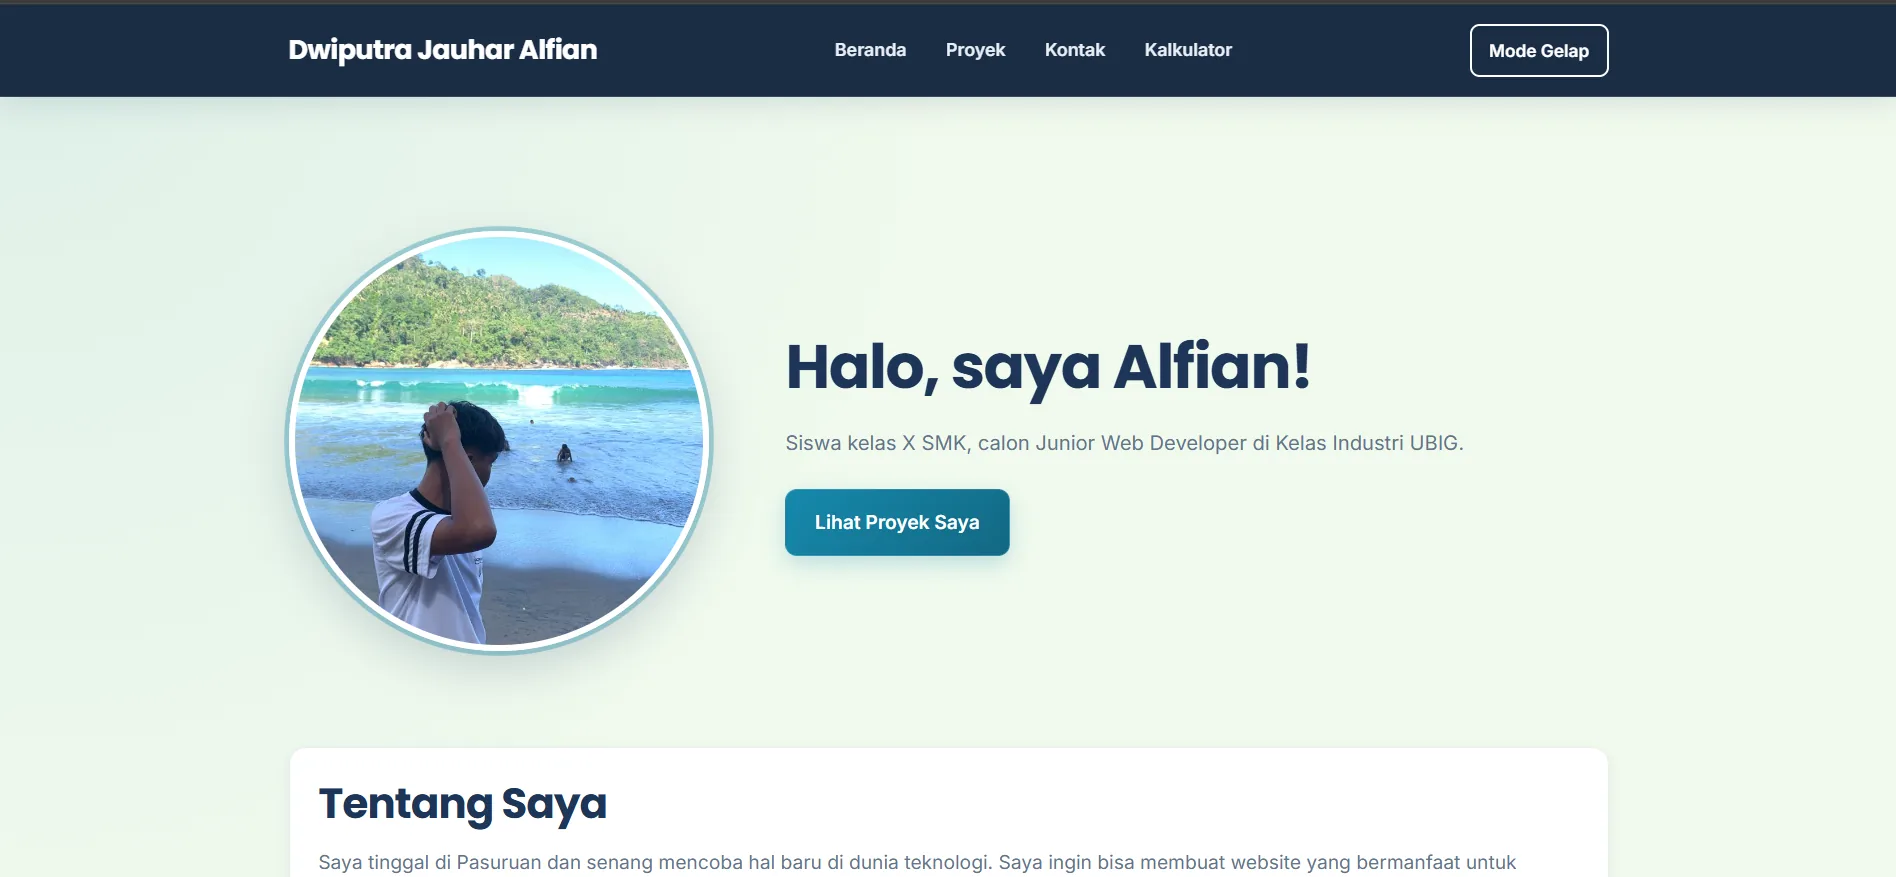 Dwiputra Jauhar Alfian
Beranda
Proyek
Kontak
Kalkulator
Mode Gelap
Halo, saya Alfian!
Siswa kelas X SMK, calon Junior Web Developer di Kelas Industri UBIG.
Lihat Proyek Saya
Tentang Saya
Saya tinggal di Pasuruan dan senang mencoba hal baru di dunia teknologi. Saya ingin bisa membuat website yang bermanfaat untuk